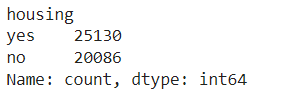 housing
yes    25130
no     20086
Name: count, dtype: int64